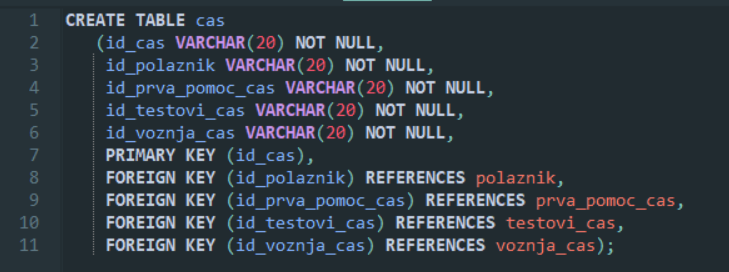 1 CREATE TABLE cas
2 (id_cas VARCHAR(20) NOT NULL,
3 id_polaznik VARCHAR(20) NOT NULL,
4 id_prva_pomoc_cas VARCHAR(20) NOT NULL,
5 id_testovi_cas VARCHAR(20) NOT NULL,
6 id_voznja_cas VARCHAR(20) NOT NULL,
7 PRIMARY KEY (id_cas),
8 FOREIGN KEY (id_polaznik) REFERENCES polaznik,
9 FOREIGN KEY (id_prva_pomoc_cas) REFERENCES prva_pomoc_cas,
10 FOREIGN KEY (id_testovi_cas) REFERENCES testovi_cas,
11 FOREIGN KEY (id_voznja_cas) REFERENCES voznja_cas);